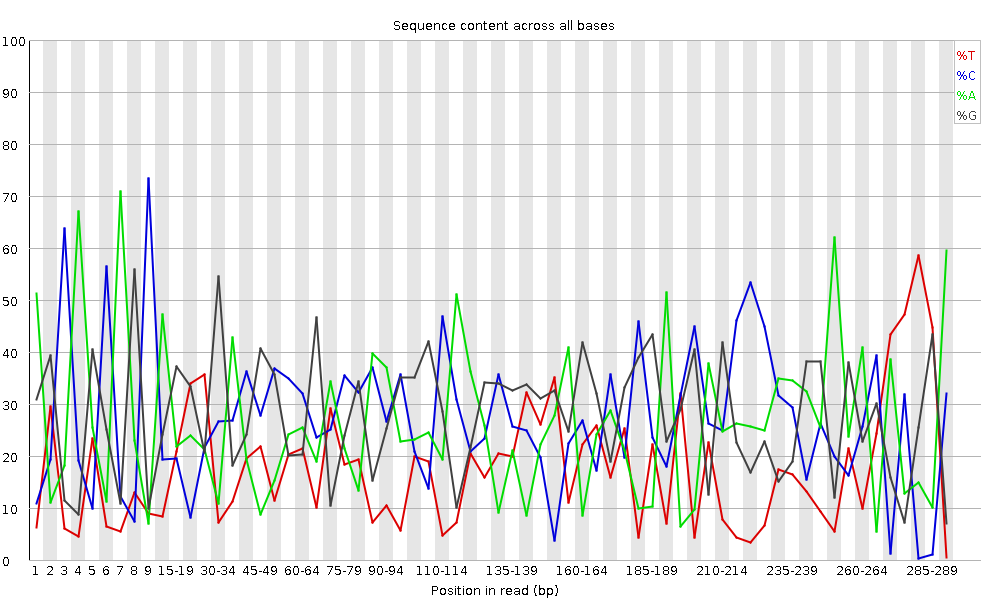 Sequence content across all bases
100
90
80
70
60
50
40
30
20
10
0
%T
%C
%A
%G
1 2 3 4 5 6 7 8 9 15-19 30-34 45-49 60-64 75-79 90-94 110-114 135-139 160-164 185-189 210-214 235-239 260-264 285-289
Position in read (bp)